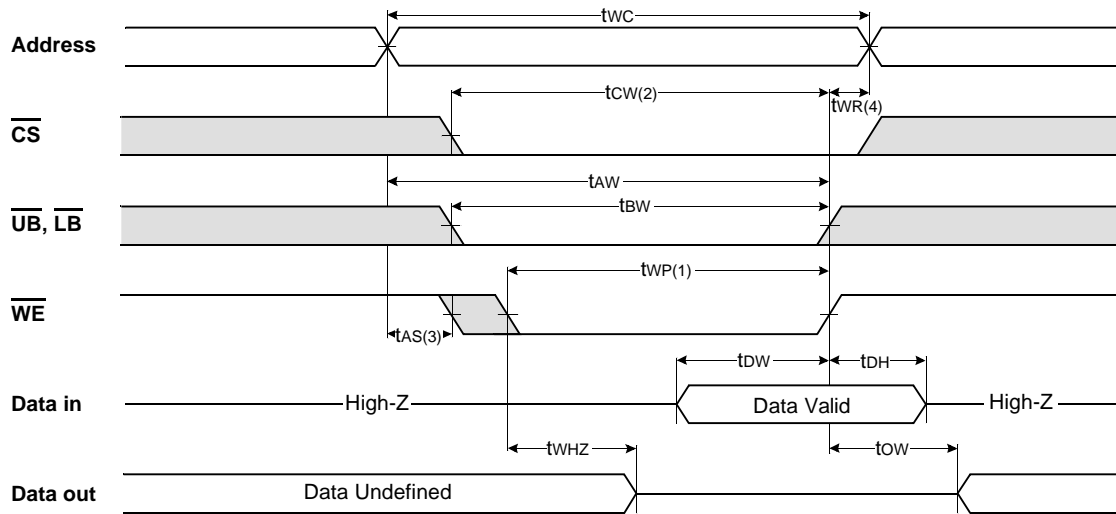 tWC
Address
tCW(2)
tWR(4)
CS
tAW
UB, LB
tBW
tWP(1)
WE
tAS(3)
tDW
tDH
Data in
High-Z
Data Valid
High-Z
tWHZ
tOW
Data out
Data Undefined